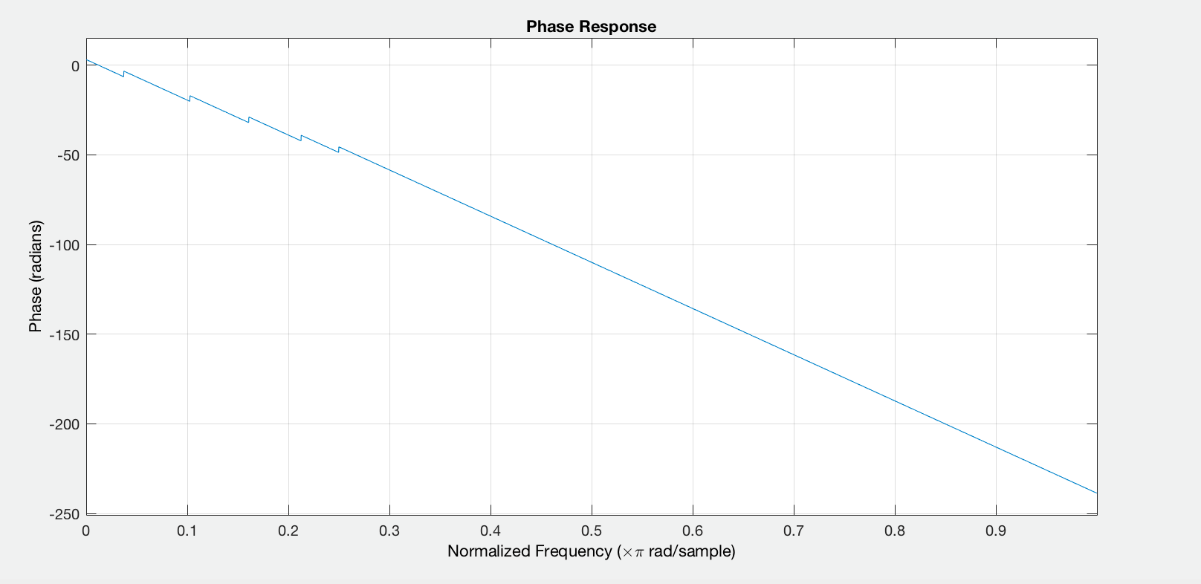 Phase Response
Phase (radians)
0
-50
-100
-150
-200
-250
0 0.1 0.2 0.3 0.4 0.5 0.6 0.7 0.8 0.9
Normalized Frequency (×π rad/sample)